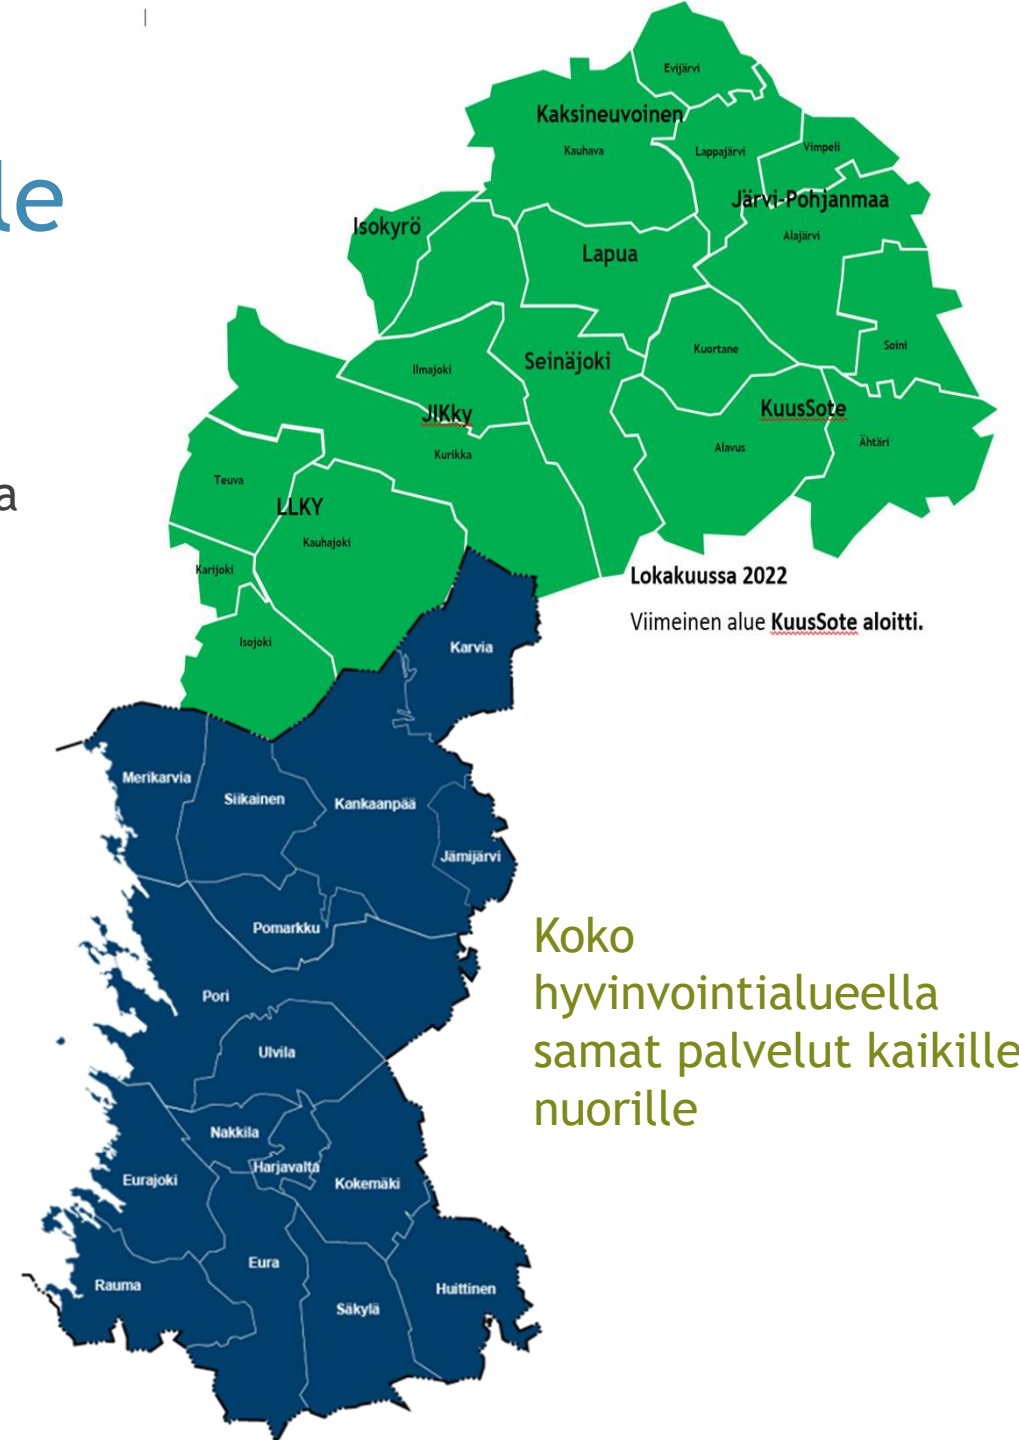 le
a
Evijärvi
Kaksineuvoinen
Kauhava
Lappajärvi
Vimpeli
Järvi-Pohjanmaa
Isokyrö
Alajärvi
Lapua
Soini
Kuortane
Seinäjoki
Ilmajoki
JIKky
KuusSote
Ähtäri
Alavus
Kurikka
Teuva
LLKY
Kauhajoki
Karijoki
Isojoki
Lokakuussa 2022
Viimeinen alue KuusSote aloitti.
Karvia
Merikarvia
Siikainen
Kankaanpää
Jämijärvi
Pomarkku
Koko
hyvinvointialueella
samat palvelut kaikille
nuorille
Pori
Ulvila
Nakkila
Harjavalta
Eurajoki
Kokemäki
Eura
Rauma
Säkylä
Huittinen